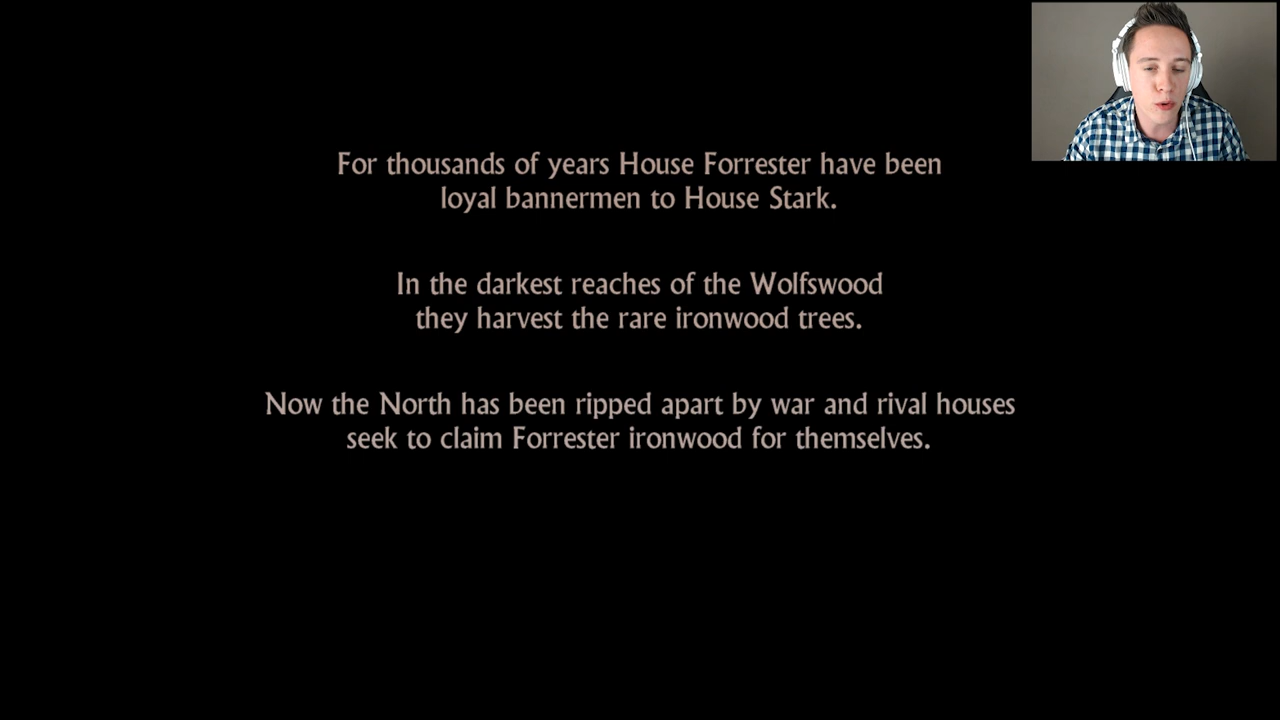 For thousands of years House Forrester have been
loyal bannermen to House Stark.
In the darkest reaches of the Wolfswood
they harvest the rare ironwood trees.
Now the North has been ripped apart by war and rival houses
seek to claim Forrester ironwood for themselves.